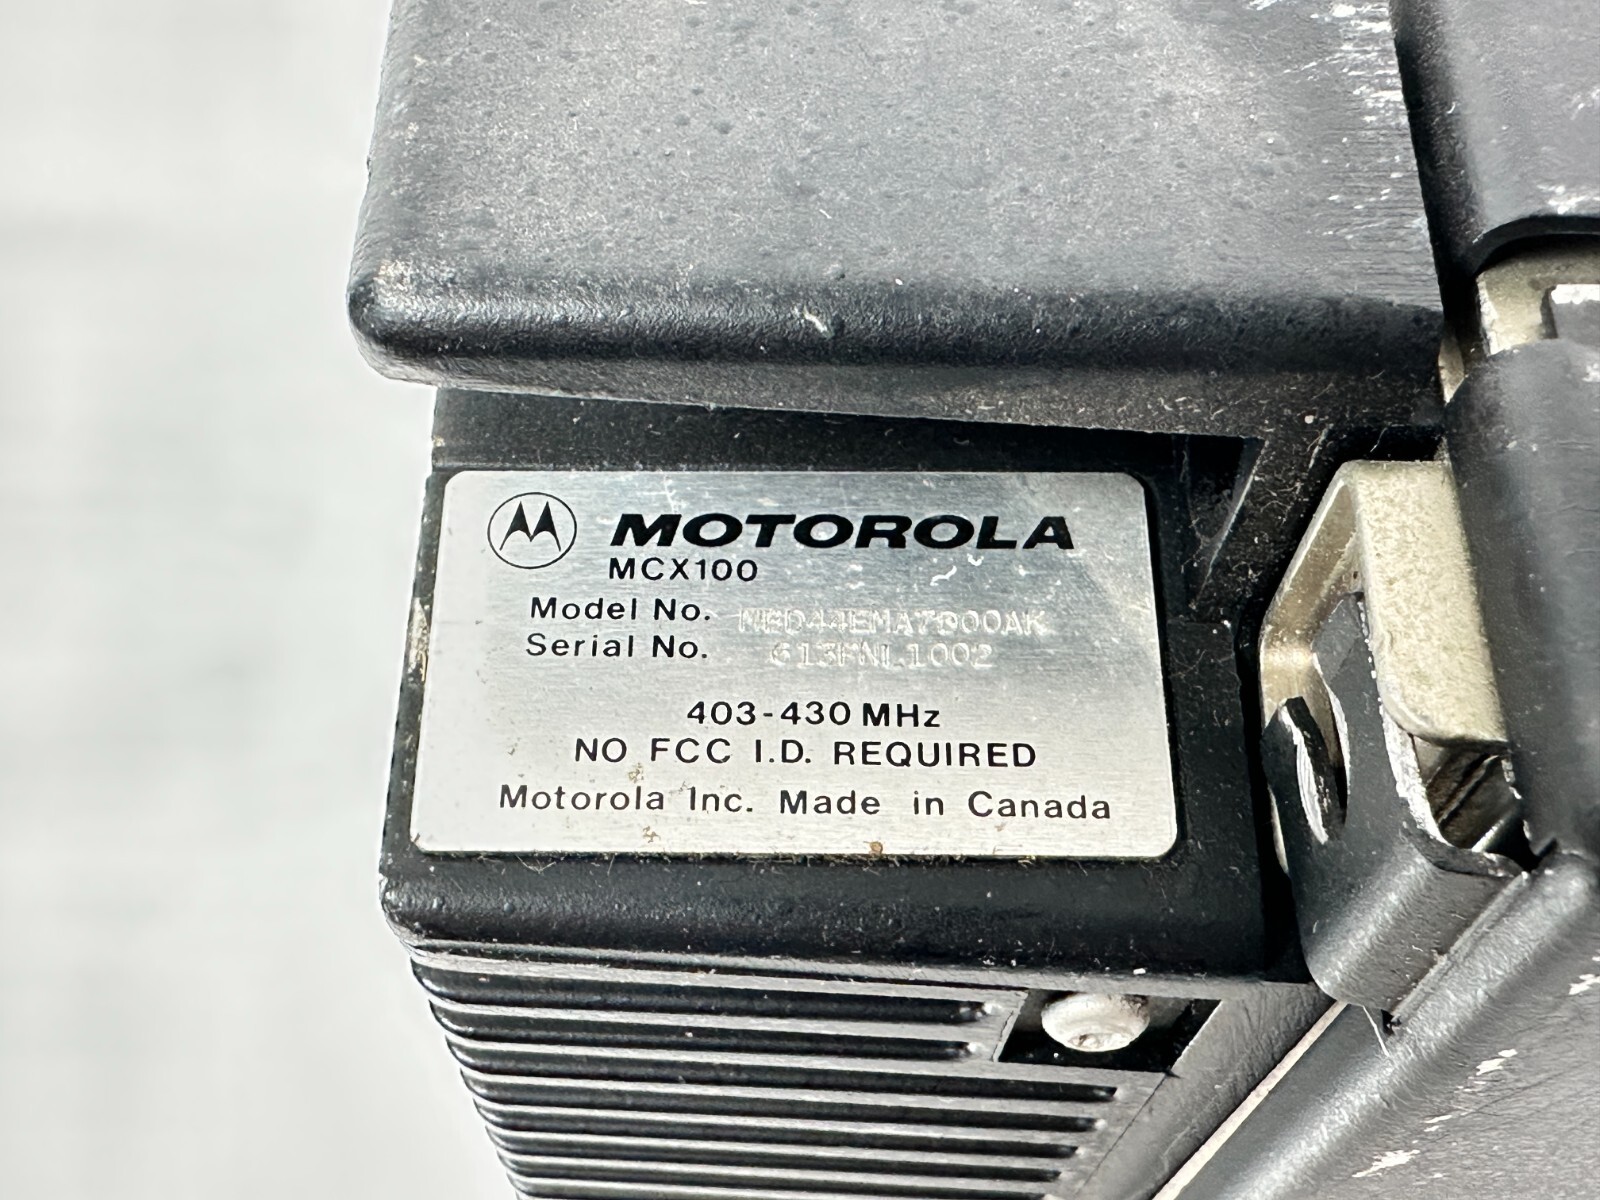 MOTOROLA
MCX100
Model No.
Serial No.
403-430 MHz
NO FCC I.D. REQUIRED
Motorola Inc. Made in Canada